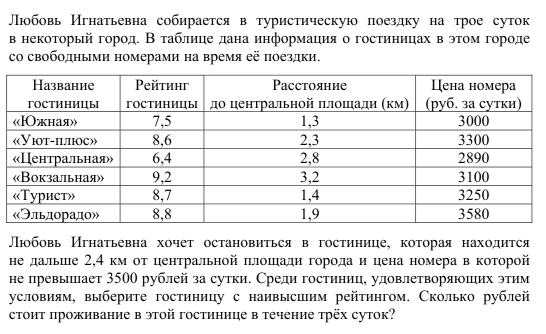 Любовь Игнатьевна собирается в туристическую поездку на трое суток
в некоторый город. В таблице дана информация о гостиницах в этом городе
со свободными номерами на время её поездки.
Название гостиницы Рейтинг гостиницы Расстояние до центральной площади (км) Цена номера (руб. за сутки)
«Южная» 7,5 1,3 3000
«Уют-плюс» 8,6 2,3 3300
«Центральная» 6,4 2,8 2890
«Вокзальная» 9,2 3,2 3100
«Турист» 8,7 1,4 3250
«Эльдорадо» 8,8 1,9 3580
Любовь Игнатьевна хочет остановиться в гостинице, которая находится
не дальше 2,4 км от центральной площади города и цена номера в которой
не превышает 3500 рублей за сутки. Среди гостиниц, удовлетворяющих этим
условиям, выберите гостиницу с наивысшим рейтингом. Сколько рублей
стоит проживание в этой гостинице в течение трёх суток?